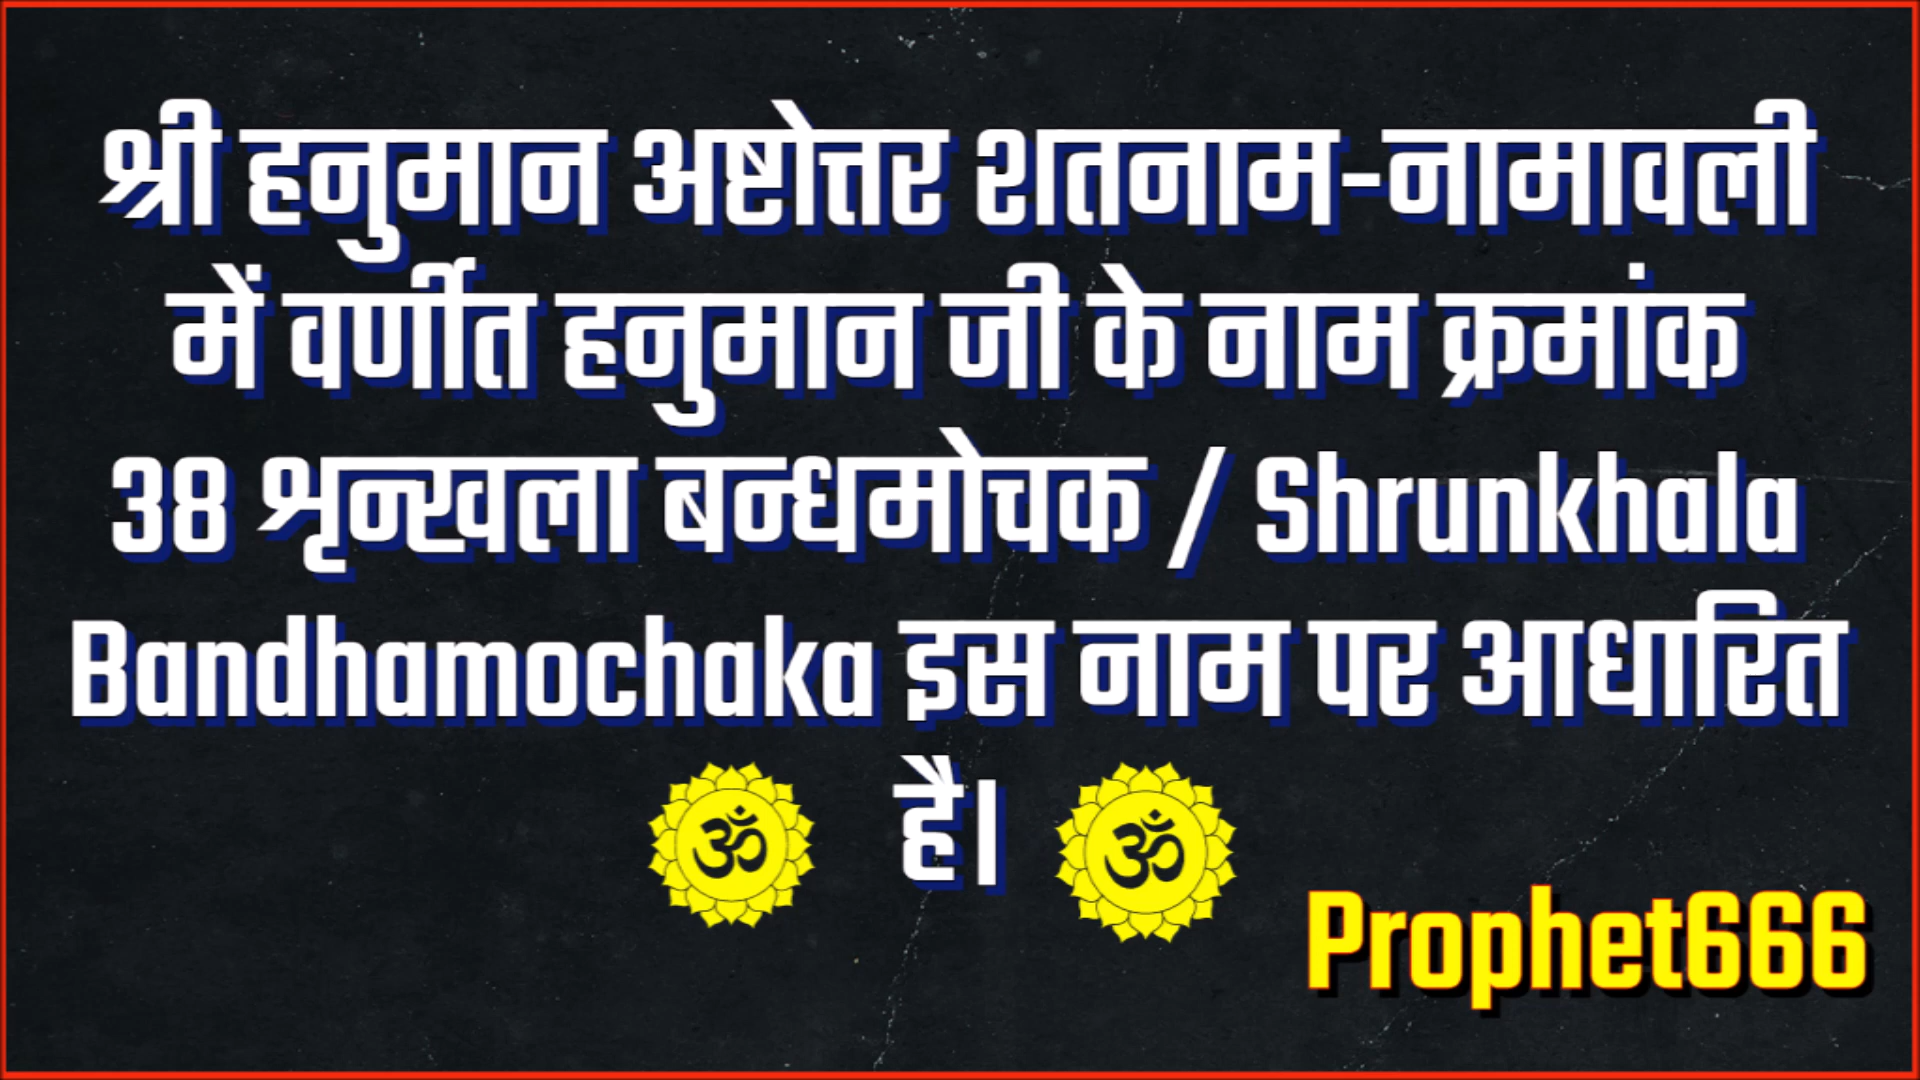 श्री हनुमान अष्टोत्तर शतनाम-नामावली
में वर्णीत हनुमान जी के नाम क्रमांक
38 श्रृन्खला बन्धमोचक / Shrunkhala
Bandhamochaka इस नाम पर आधारित
ॐ है। ॐ
Prophet666